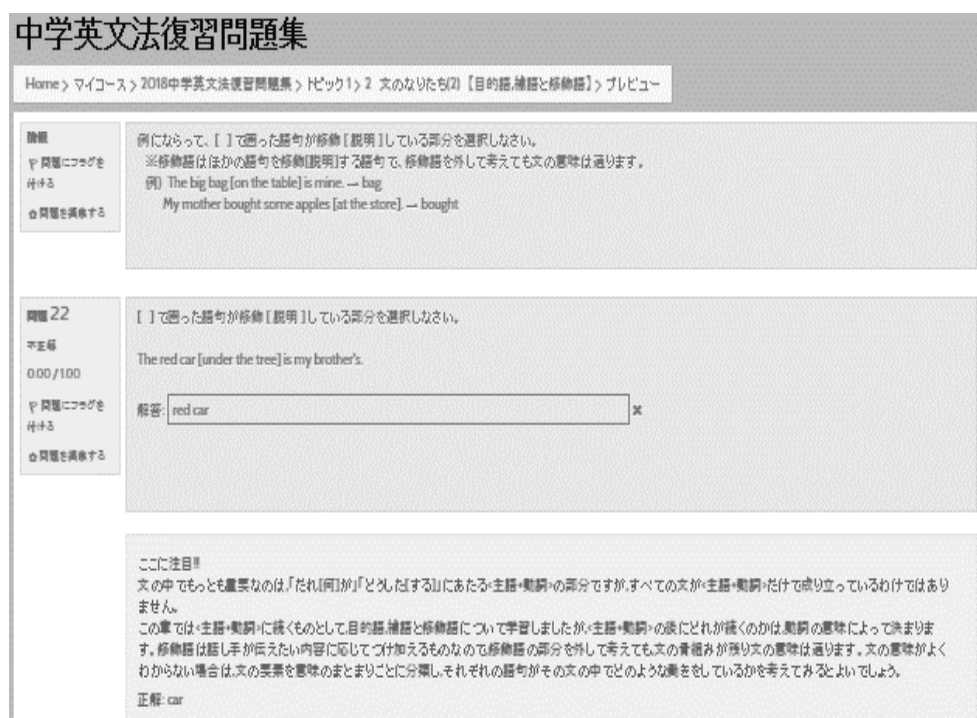 中学英文法復習問題集
Home > マイコース > 2018中学英文法復習問題集 > トピック 1 > 2 文のなりたち(2)【目的語,補語と修飾語】 > プレビュー
情報
問題にフラグを
付ける
問題を編集する
例にならって、[ ]で囲った語句が修飾[説明]している部分を選択しなさい。
※修飾語はほかの語句を修飾[説明]する語句で、修飾語を外して考えても文の意味は通ります。
例) The big bag [on the table] is mine. → bag
My mother bought some apples [at the store]. → bought
問題 22
不正解
0.00 / 1.00
問題にフラグを
付ける
問題を編集する
[ ]で囲った語句が修飾[説明]している部分を選択しなさい。
The red car [under the tree] is my brother's.
解答: red car
ここに注目!!
文の中でもっとも重要なのは,「だれ[何]が」「どうした[する]」にあたる<主語+動詞>の部分ですが,すべての文が<主語+動詞>だけで成り立っているわけではあり
ません。
この章では<主語+動詞>に続くものとして,目的語,補語と修飾語について学習しましたが,<主語+動詞>の後にどれが続くのかは,動詞の意味によって決まりま
す。修飾語は話し手が伝えたい内容に応じてつけ加えるものなので,修飾語の部分を外して考えても文の骨組みが残り文の意味は通ります。文の意味がよく
わからない場合は,文の要素を意味のまとまりごとに分類し,それぞれの語句がその文の中でどのような働きをしているかを考えてみるとよいでしょう。
正解: car